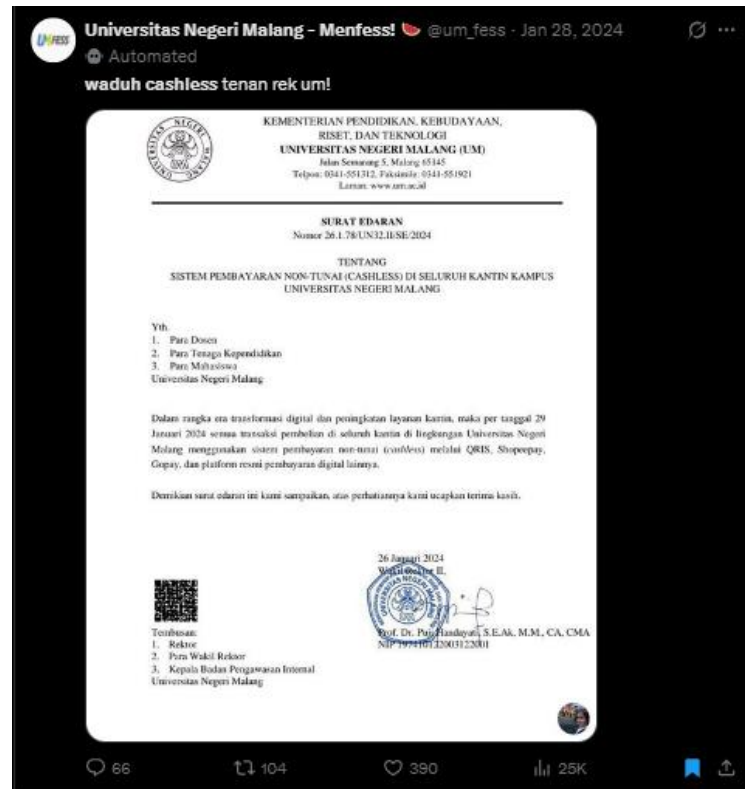 Universitas Negeri Malang - Menfess! 🍉 @um_fess · Jan 28, 2024
Automated
waduh cashless tenan rek um!
UNIVERSITAS NEGERI MALANG
KEMENTERIAN PENDIDIKAN, KEBUDAYAAN,
RISET, DAN TEKNOLOGI
UNIVERSITAS NEGERI MALANG (UM)
Jalan Semarang 5, Malang 65145
Telpon: 0341-551312, Faksimile: 0341-551921
Laman: www.um.ac.id
SURAT EDARAN
Nomor 26.1.78/UN32.II/SE/2024
TENTANG
SISTEM PEMBAYARAN NON-TUNAI (CASHLESS) DI SELURUH KANTIN KAMPUS
UNIVERSITAS NEGERI MALANG
Yth.
1. Para Dosen
2. Para Tenaga Kependidikan
3. Para Mahasiswa
Universitas Negeri Malang
Dalam rangka era transformasi digital dan peningkatan layanan kantin, maka per tanggal 29
Januari 2024 semua transaksi pembelian di seluruh kantin di lingkungan Universitas Negeri
Malang menggunakan sistem pembayaran non-tunai (cashless) melalui QRIS, Shopeepay,
Gopay, dan platform resmi pembayaran digital lainnya.
Demikian surat edaran ini kami sampaikan, atas perhatiannya kami ucapkan terima kasih.
26 Januari 2024
Wakil Rektor II,
Prof. Dr. Puji Handayati, S.E.Ak, M.M., CA, CMA
NIP
Tembusan:
1. Rektor
2. Para Wakil Rektor
3. Kepala Badan Pengawasan Internal
Universitas Negeri Malang
66 104 390 25K